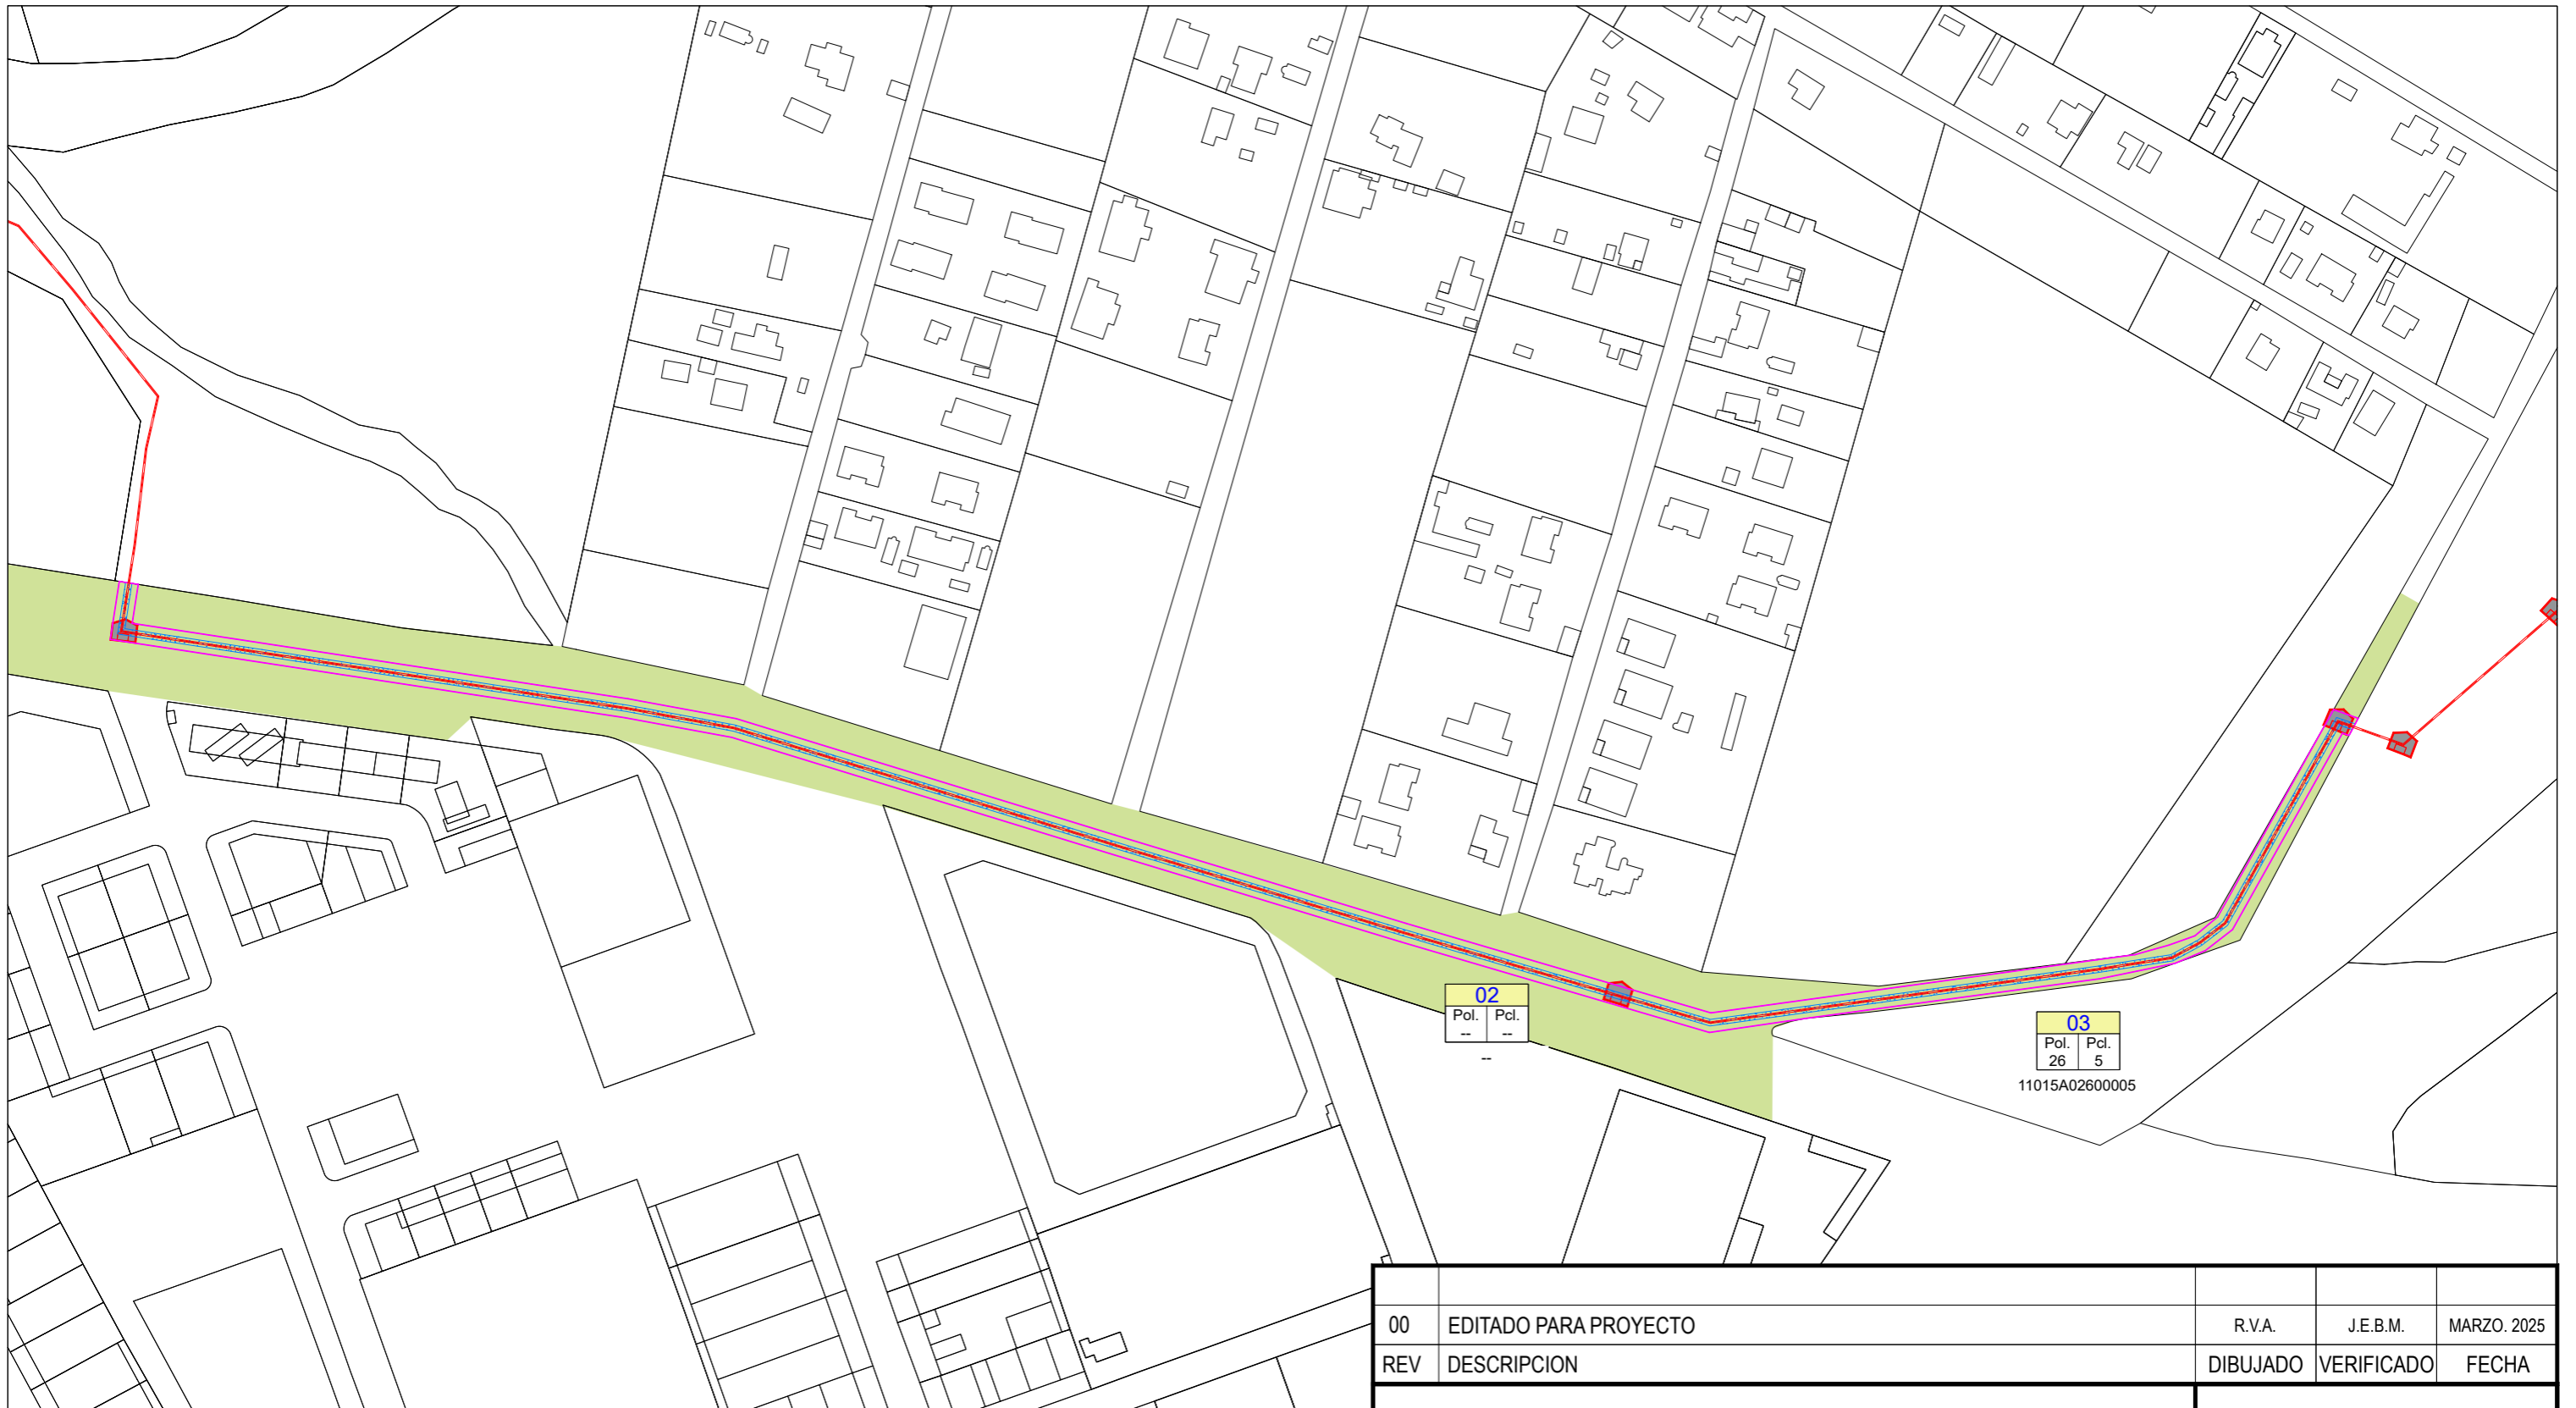 02
Pol. Pcl.
-- --
--
03
Pol. Pcl.
26 5
11015A02600005
00 EDITADO PARA PROYECTO R.V.A. J.E.B.M. MARZO. 2025
REV DESCRIPCION DIBUJADO VERIFICADO FECHA